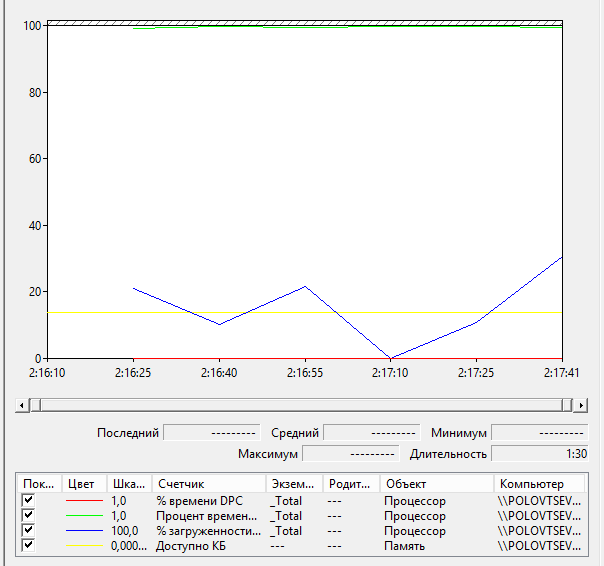 100
80
60
40
20
0
2:16:10 2:16:25 2:16:40 2:16:55 2:17:10 2:17:25 2:17:41
Последний --------- Средний --------- Минимум ---------
Максимум --------- Длительность 1:30
Пок... Цвет Шка... Счетчик Экзем... Родит... Объект Компьютер
1,0 % времени DPC _Total --- Процессор \\POLOVTSEV...
1,0 Процент времен... _Total --- Процессор \\POLOVTSEV...
100,0 % загруженности... _Total --- Процессор \\POLOVTSEV...
0,000... Доступно КБ --- --- Память \\POLOVTSEV...